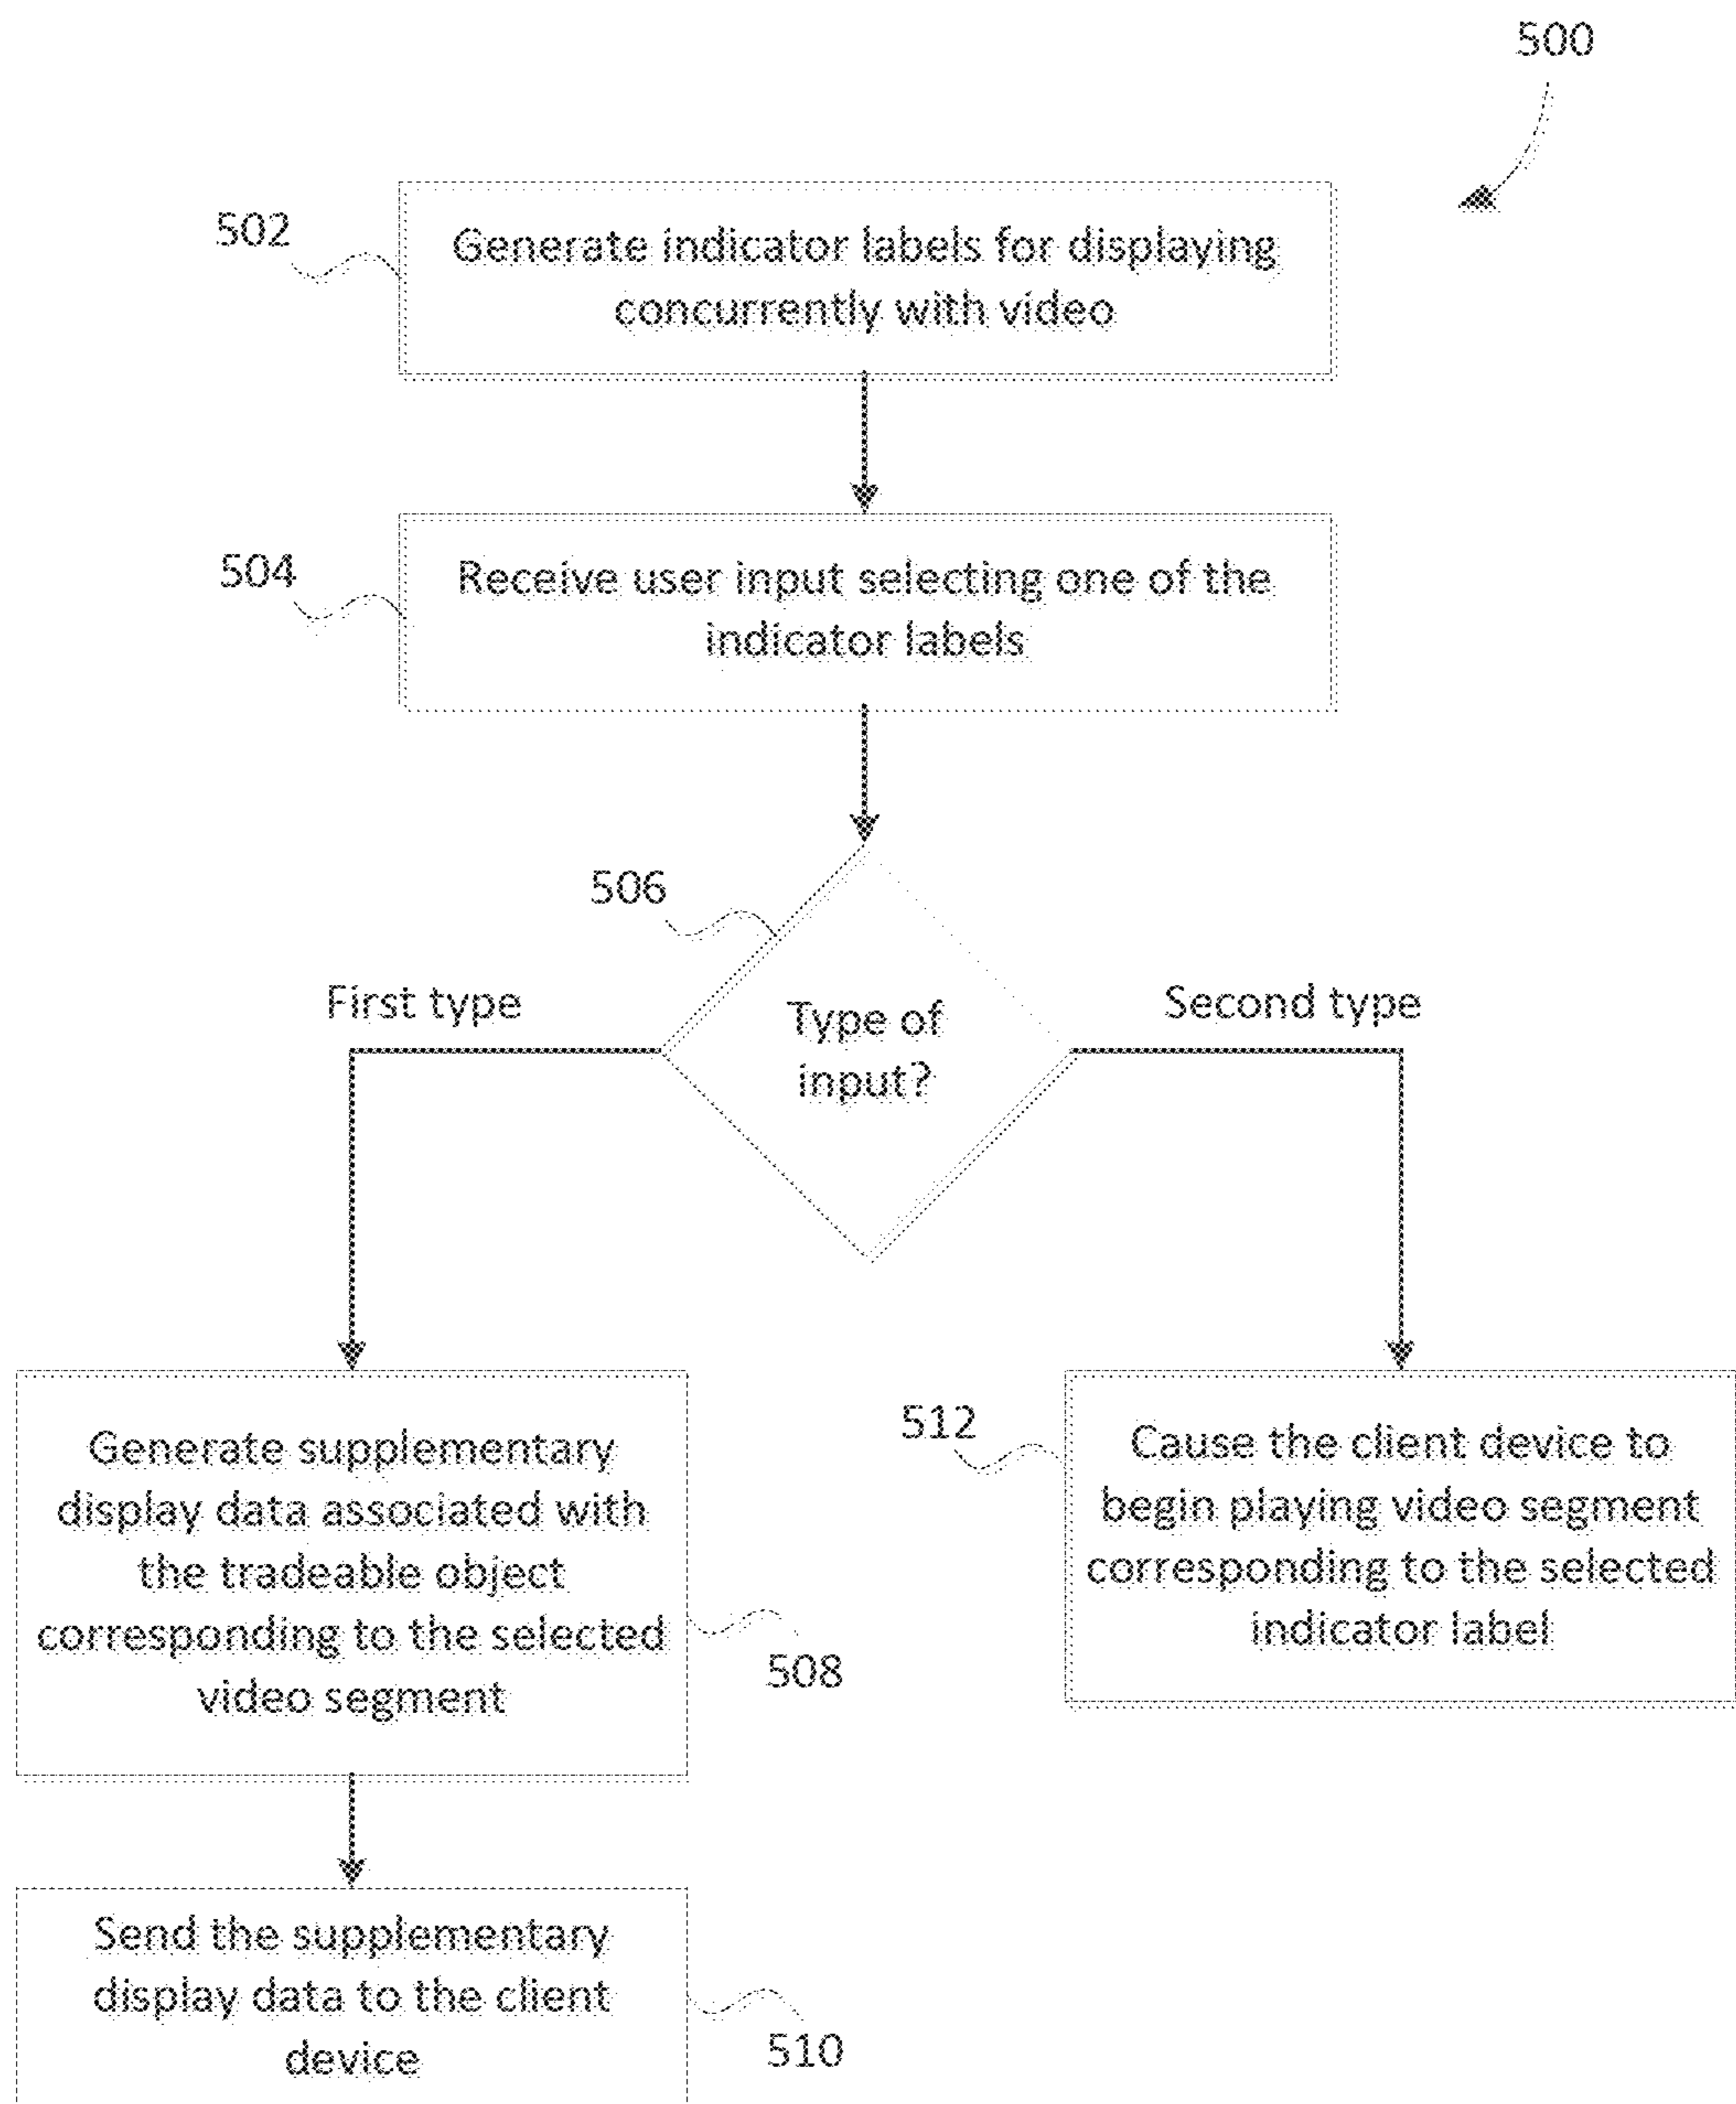 500
502
Generate indicator labels for displaying
concurrently with video
504
Receive user input selecting one of the
indicator labels
506
Type of
input?
First type
Second type
Generate supplementary
display data associated with
the tradeable object
corresponding to the selected
video segment
508
512
Cause the client device to
begin playing video segment
corresponding to the selected
indicator label
Send the supplementary
display data to the client
device
510